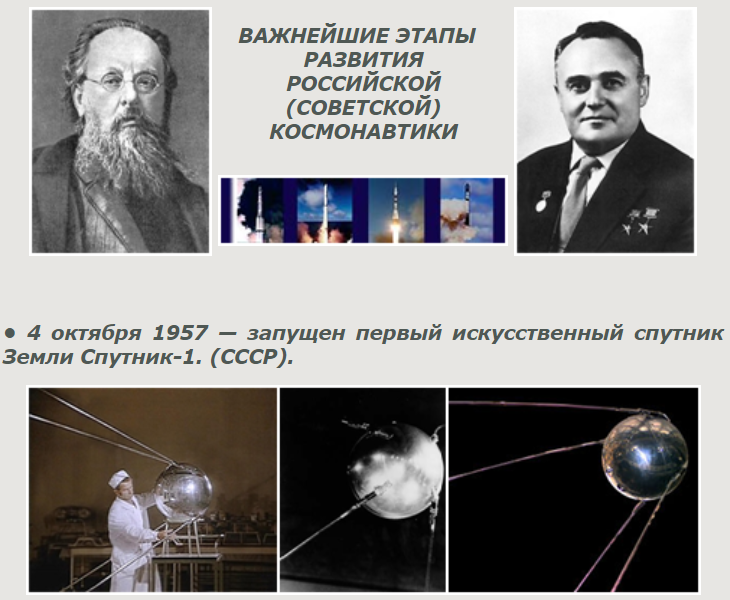 ВАЖНЕЙШИЕ ЭТАПЫ
РАЗВИТИЯ
РОССИЙСКОЙ
(СОВЕТСКОЙ)
КОСМОНАВТИКИ
● 4 октября 1957 — запущен первый искусственный спутник
Земли Спутник-1. (СССР).